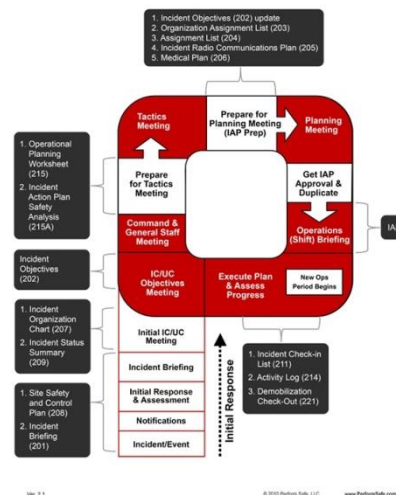 1. Incident Objectives (202) update
2. Organization Assignment List (203)
3. Assignment List (204)
4. Incident Radio Communications Plan (205)
5. Medical Plan (206)
Tactics
Meeting
Prepare for
Planning Meeting
(IAP Prep)
Planning
Meeting
1. Operational
Planning
Worksheet
(215)
2. Incident
Action Plan
Safety
Analysis
(215A)
Prepare
for Tactics
Meeting
Get IAP
Approval &
Duplicate
Command &
General Staff
Meeting
Operations
(Shift) Briefing
Incident
Objectives
(202)
IC/UC
Objectives
Meeting
Execute Plan
& Assess
Progress
New Ops
Period Begins
1. Incident
Organization
Chart (207)
2. Incident Status
Summary
(209)
Initial IC/UC
Meeting
Incident Briefing
Initial Response
& Assessment
Notifications
Incident/Event
Initial Response
1. Incident Check-in
List (211)
2. Activity Log (214)
3. Demobilization
Check-Out (221)
1. Site Safety
and Control
Plan (208)
2. Incident
Briefing
(201)